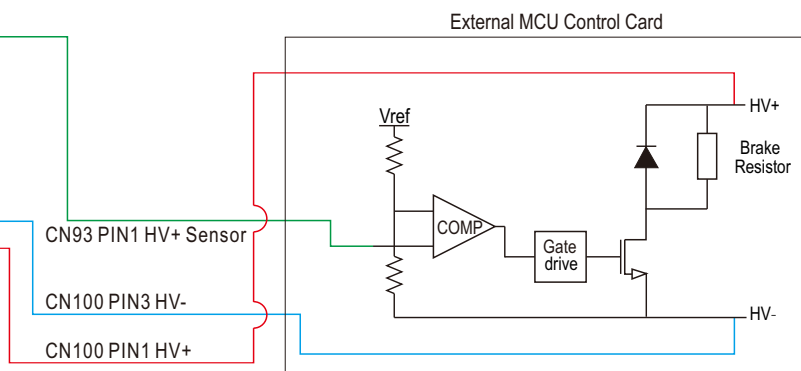 External MCU Control Card
HV+
Vref
Brake
Resistor
CN93 PIN1 HV+ Sensor
COMP
Gate
drive
CN100 PIN3 HV-
HV-
CN100 PIN1 HV+